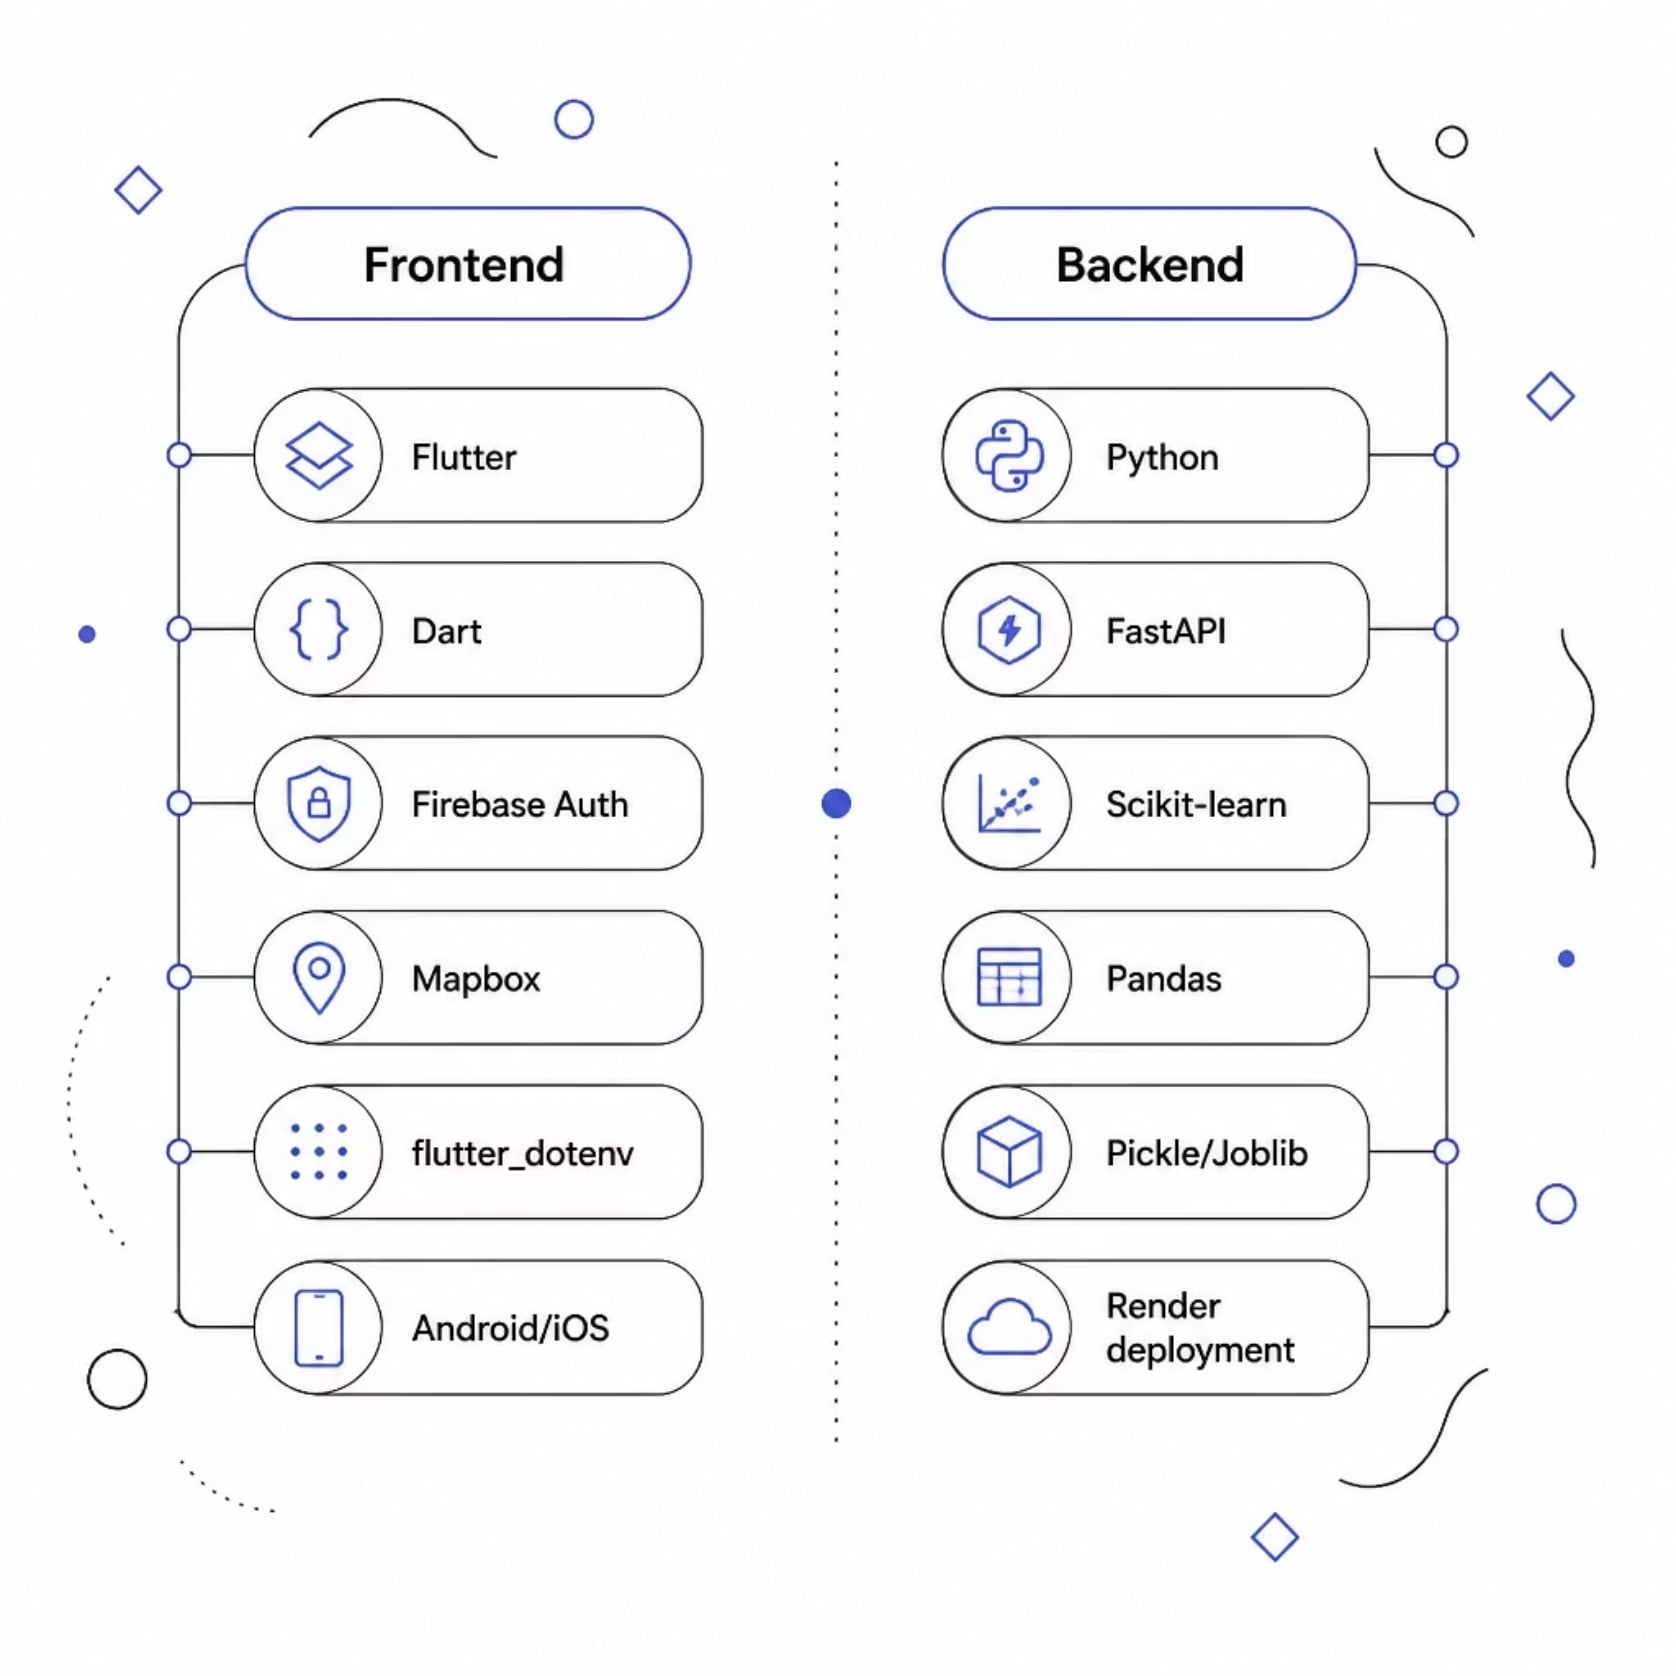 Frontend
Flutter
Dart
Firebase Auth
Mapbox
flutter_dotenv
Android/iOS
Backend
Python
FastAPI
Scikit-learn
Pandas
Pickle/Joblib
Render
deployment